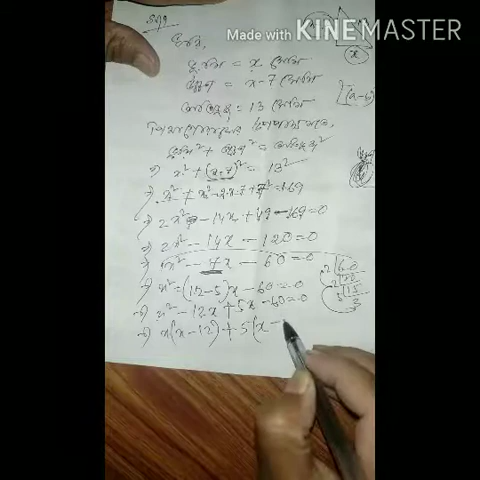 Made with KINEMASTER
ধরি,
ভূমি = x সেমি
লম্ব = x-7 সেমি
অতিভুজ = 13 সেমি
[(a-b)
ভূমি² + লম্ব² = অতিভুজ²
⇒ x² + (x-7)² = 13²
⇒ x² + x² - 2·x·7 + 7² = 169
⇒ 2x² - 14x + 49 - 169 = 0
⇒ 2x² - 14x - 120 = 0
⇒ x² - 7x - 60 = 0
⇒ x² - (12-5)x - 60 = 0
⇒ x² - 12x + 5x - 60 = 0
⇒ x(x-12) + 5(x-